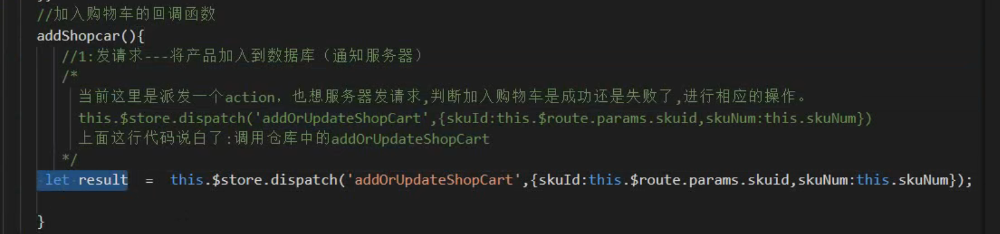 //加入购物车的回调函数
addShopcar(){
//1:发请求---将产品加入到数据库（通知服务器）
/*
当前这里是派发一个action，也想服务器发请求,判断加入购物车是成功还是失败了,进行相应的操作。
this.$store.dispatch('addOrUpdateShopCart',{skuId:this.$route.params.skuid,skuNum:this.skuNum})
上面这行代码说白了:调用仓库中的addOrUpdateShopCart
*/
let result = this.$store.dispatch('addOrUpdateShopCart',{skuId:this.$route.params.skuid,skuNum:this.skuNum});
}